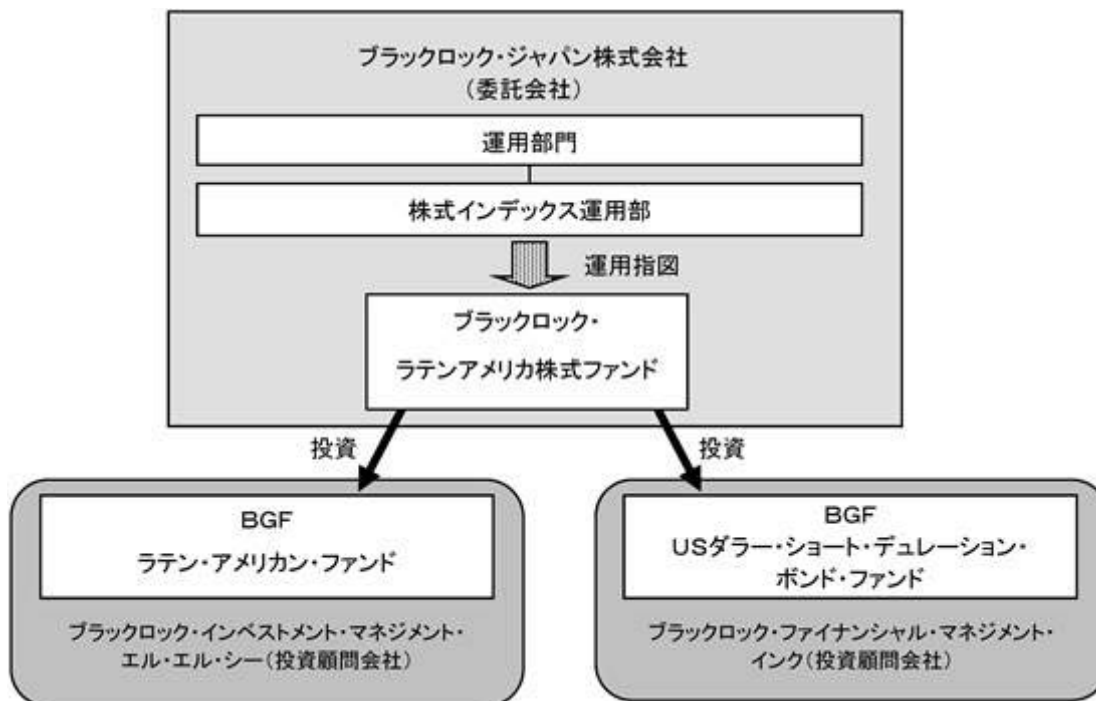 ブラックロック・ジャパン株式会社
（委託会社）
運用部門
株式インデックス運用部
運用指図
ブラックロック・
ラテンアメリカ株式ファンド
投資
投資
ＢＧＦ
ラテン・アメリカン・ファンド
ブラックロック・インベストメント・マネジメント・
エル・エル・シー（投資顧問会社）
ＢＧＦ
ＵＳダラー・ショート・デュレーション・
ボンド・ファンド
ブラックロック・ファイナンシャル・マネジメント・
インク（投資顧問会社）